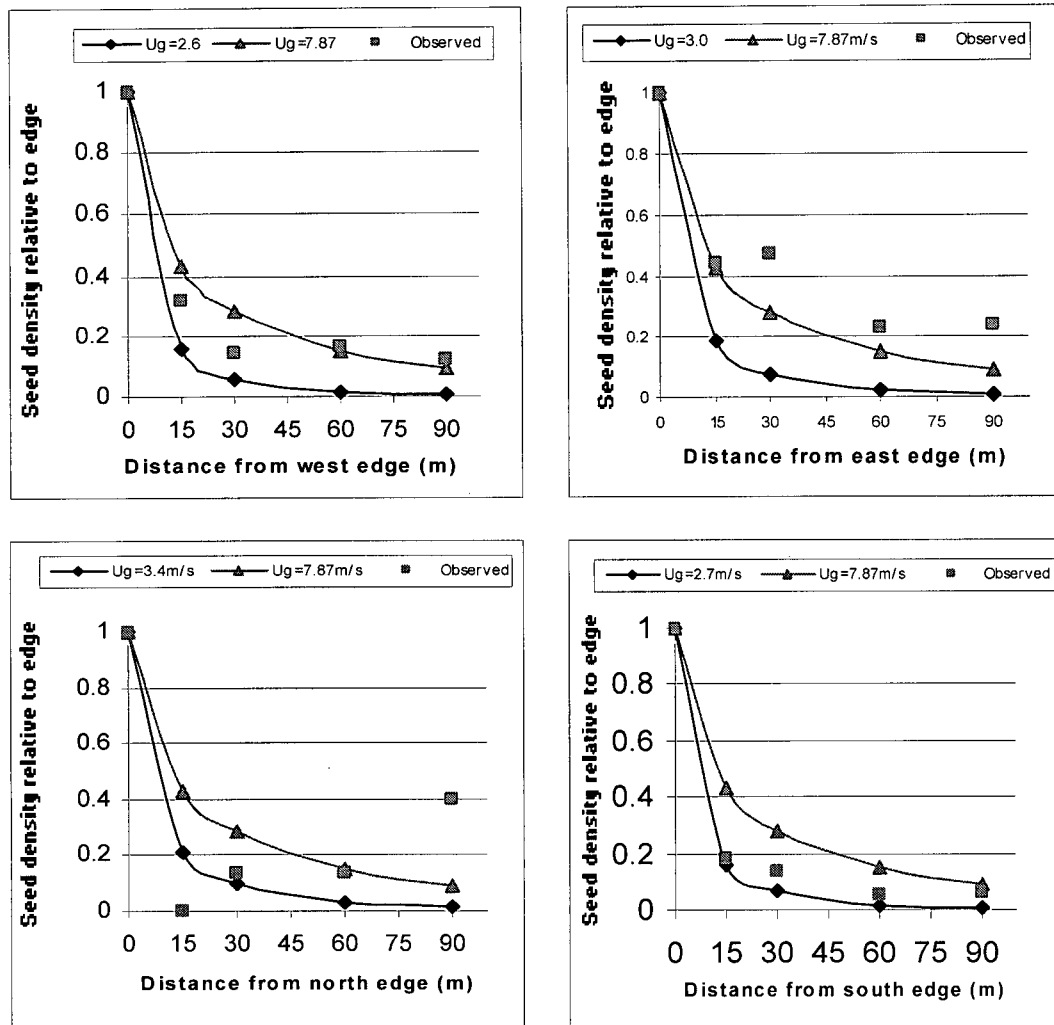 Ug=2.6 Ug=7.87 Observed
Seed density relative to edge
1
0.8
0.6
0.4
0.2
0
0 15 30 45 60 75 90
Distance from west edge (m)
Ug=3.0 Ug=7.87m/s Observed
Seed density relative to edge
1
0.8
0.6
0.4
0.2
0
0 15 30 45 60 75 90
Distance from east edge (m)
Ug=3.4m/s Ug=7.87m/s Observed
Seed density relative to edge
1
0.8
0.6
0.4
0.2
0
0 15 30 45 60 75 90
Distance from north edge (m)
Ug=2.7m/s Ug=7.87m/s Observed
Seed density relative to edge
1
0.8
0.6
0.4
0.2
0
0 15 30 45 60 75 90
Distance from south edge (m)